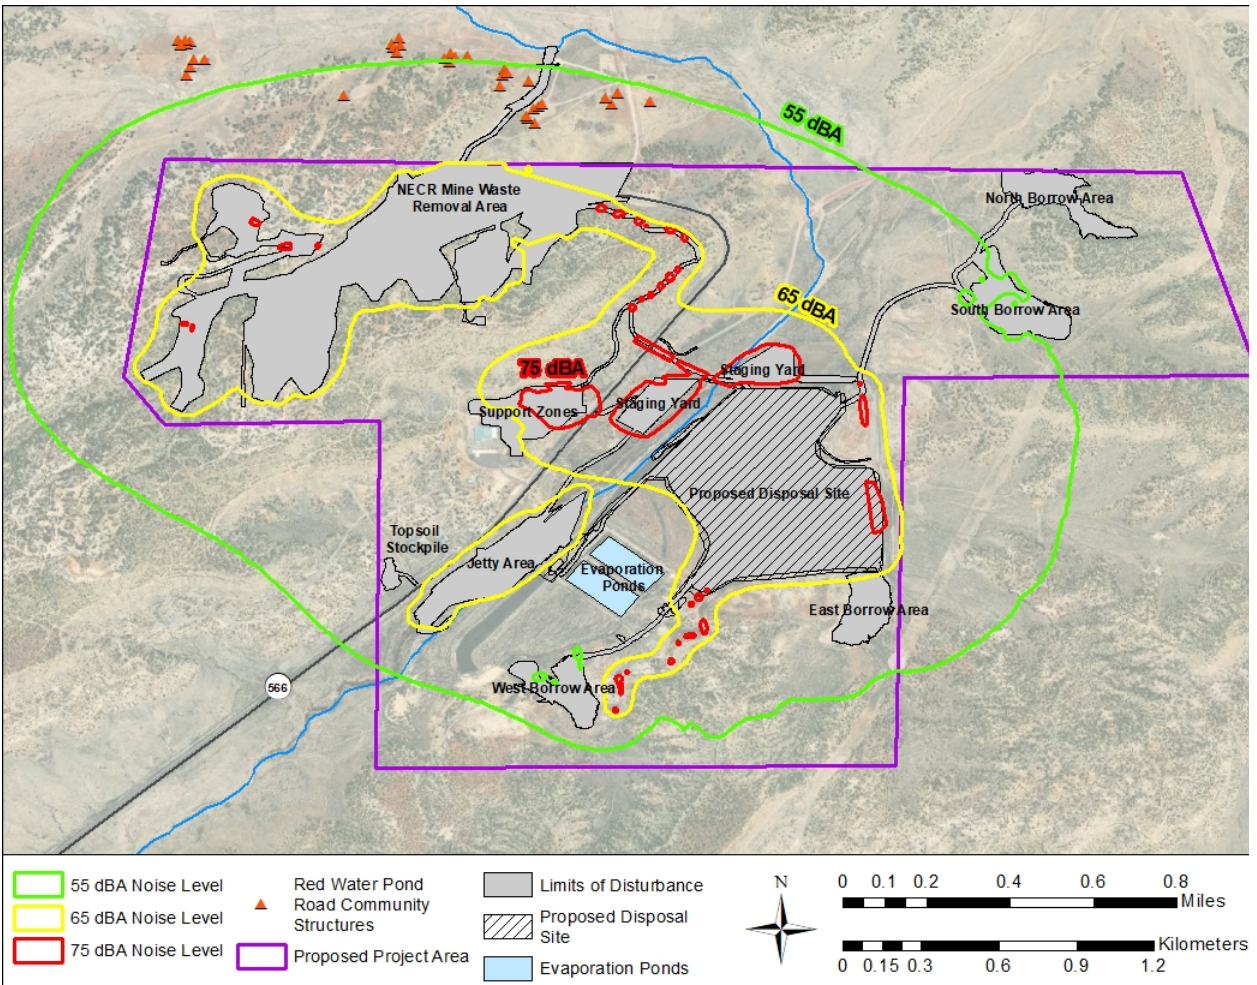 55 dBA
NECR Mine Waste
Removal Area
North Borrow Area
65 dBA
South Borrow Area
75 dBA
Staging Yard
Support Zones
Staging Yard
Proposed Disposal Site
Topsoil
Stockpile
Jetty Area
Evaporation
Ponds
East Borrow Area
West Borrow Area
566
55 dBA Noise Level
65 dBA Noise Level
75 dBA Noise Level
Red Water Pond
Road Community
Structures
Proposed Project Area
Limits of Disturbance
Proposed Disposal
Site
Evaporation Ponds
N
0 0.1 0.2 0.4 0.6 0.8
Miles
Kilometers
0 0.15 0.3 0.6 0.9 1.2